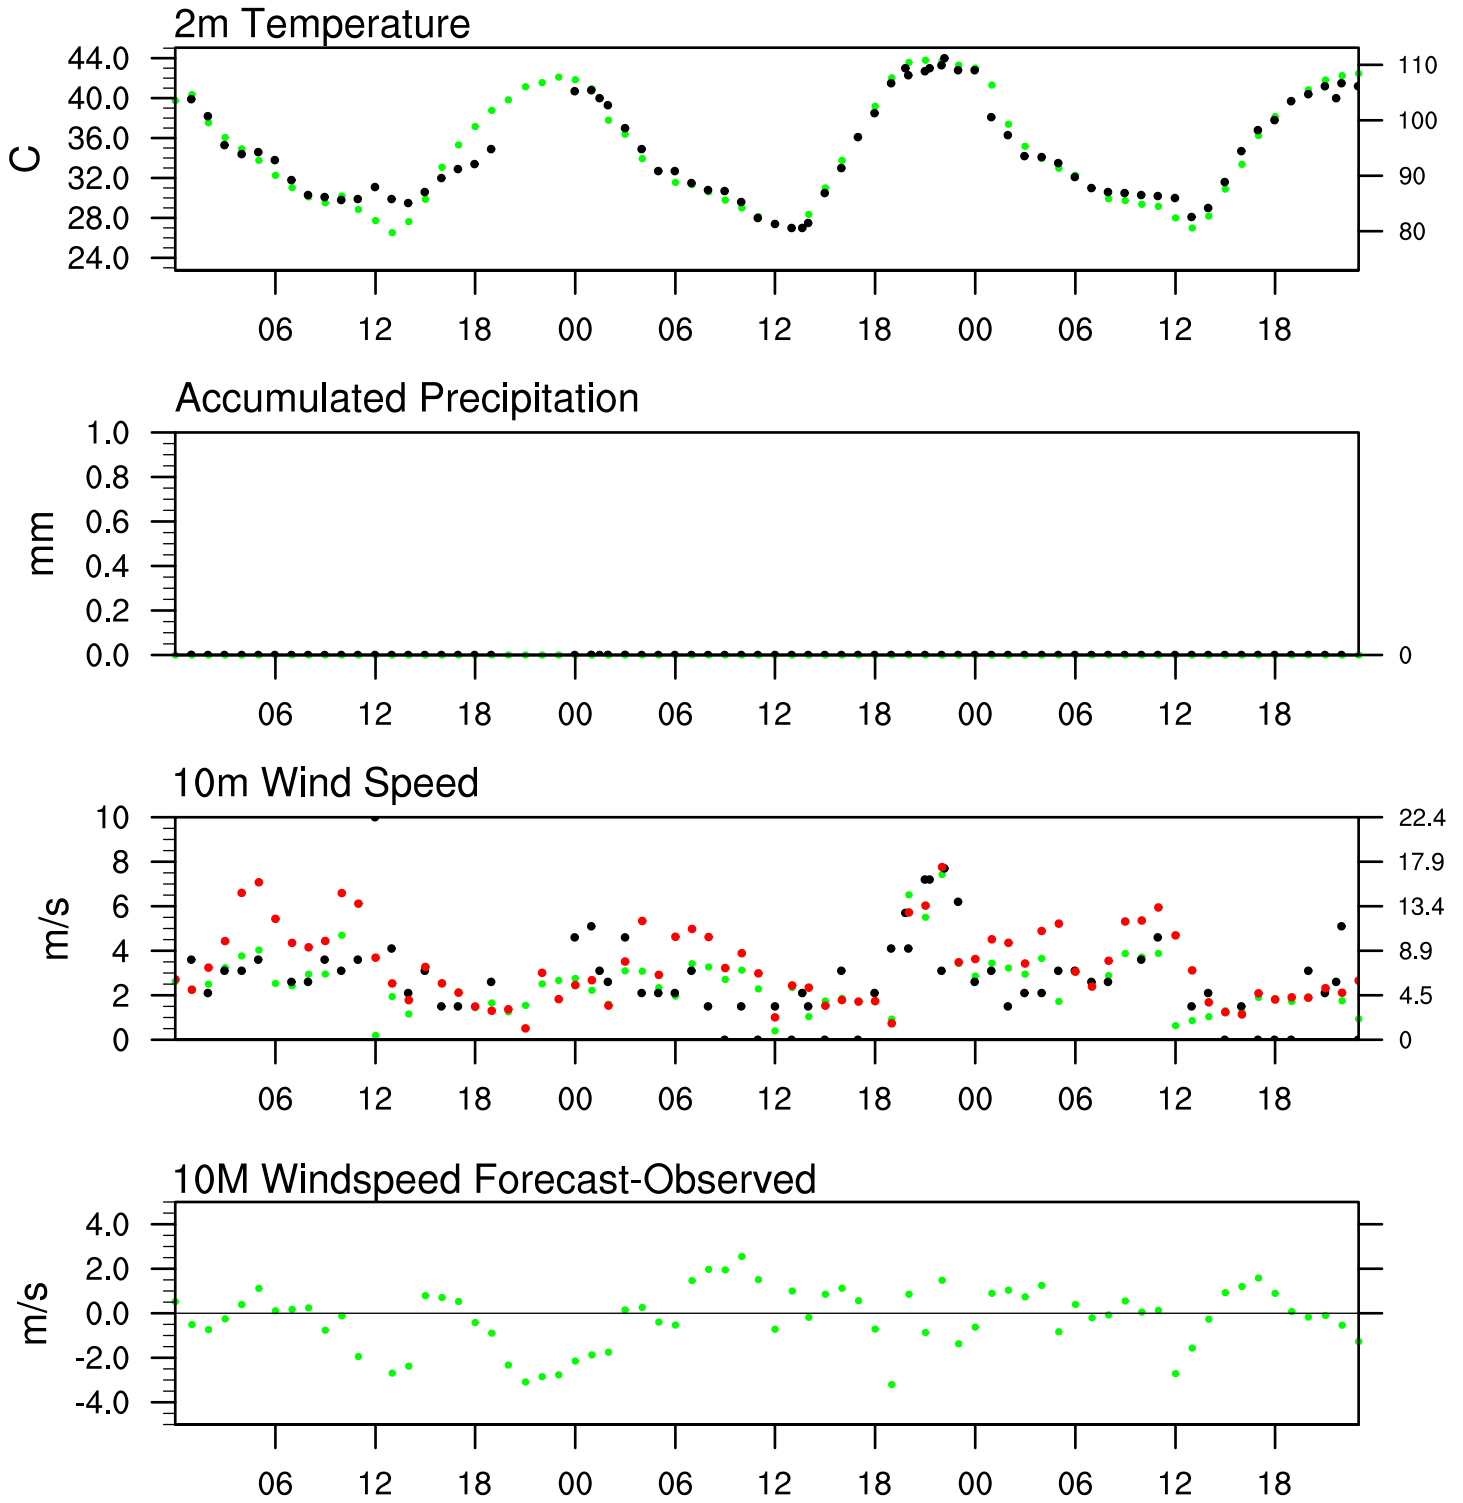 2m Temperature
44.0
40.0
36.0
32.0
28.0
24.0
C
110
100
90
80
06 12 18 00 06 12 18 00 06 12 18
Accumulated Precipitation
1.0
0.8
0.6
0.4
0.2
0.0
mm
0
06 12 18 00 06 12 18 00 06 12 18
10m Wind Speed
10
8
6
4
2
0
m/s
22.4
17.9
13.4
8.9
4.5
0
06 12 18 00 06 12 18 00 06 12 18
10M Windspeed Forecast-Observed
4.0
2.0
0.0
-2.0
-4.0
m/s
06 12 18 00 06 12 18 00 06 12 18